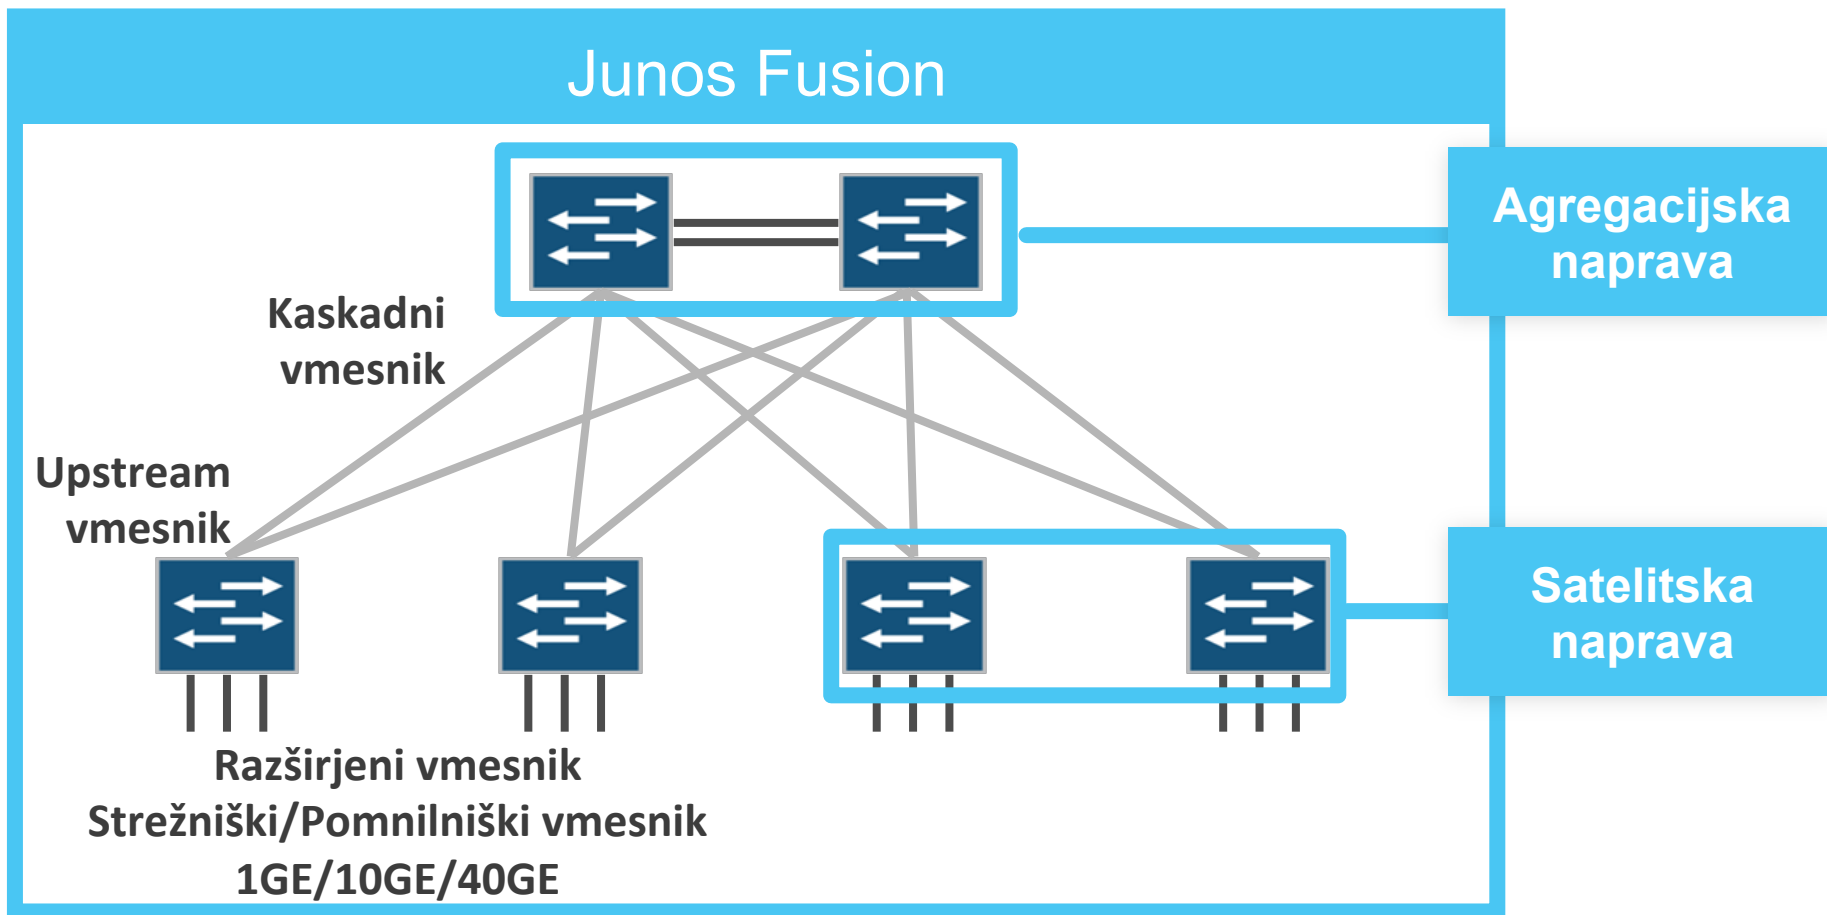 Junos Fusion
Agregacijska
naprava
Kaskadni
vmesnik
Upstream
vmesnik
Satelitska
naprava
Razširjeni vmesnik
Strežniški/Pomnilniški vmesnik
1GE/10GE/40GE